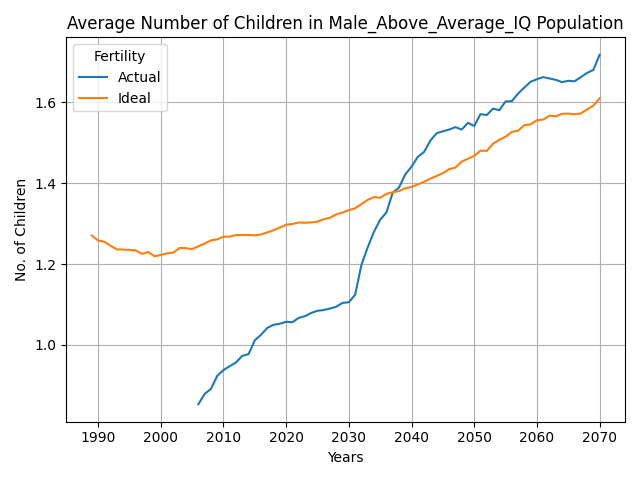 Average Number of Children in Male_Above_Average_IQ Population
Fertility
Actual
Ideal
No. of Children
1.6
1.4
1.2
1.0
1990 2000 2010 2020 2030 2040 2050 2060 2070
Years